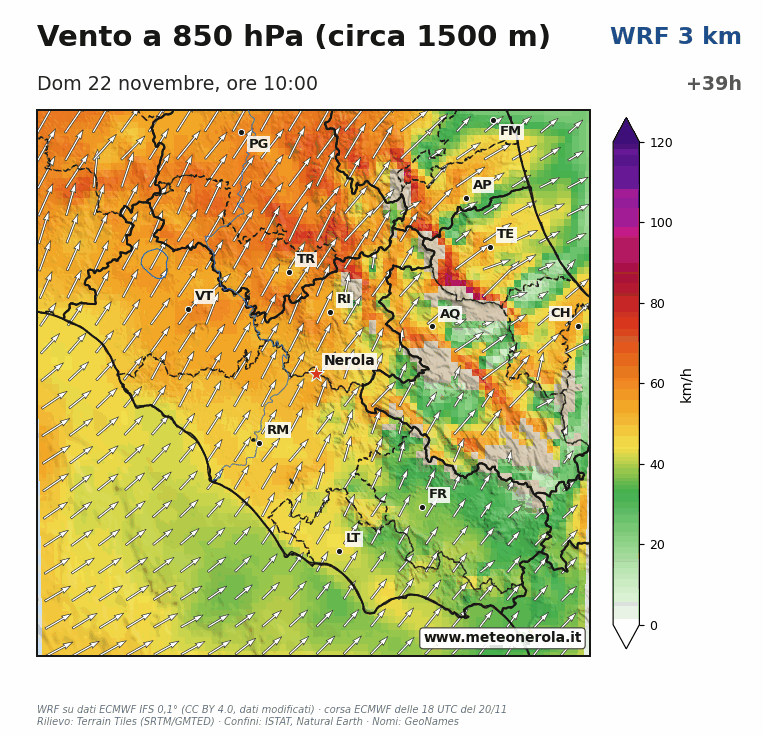 Vento a 850 hPa (circa 1500 m)
WRF 3 km
Dom 22 novembre, ore 10:00
+39h
PG
FM
AP
TE
TR
VT
RI
AQ
CH
Nerola
RM
FR
LT
www.meteonerola.it
120
100
80
60
40
20
0
km/h
WRF su dati ECMWF IFS 0,1° (CC BY 4.0, dati modificati) · corsa ECMWF delle 18 UTC del 20/11
Rilievo: Terrain Tiles (SRTM/GMTED) · Confini: ISTAT, Natural Earth · Nomi: GeoNames